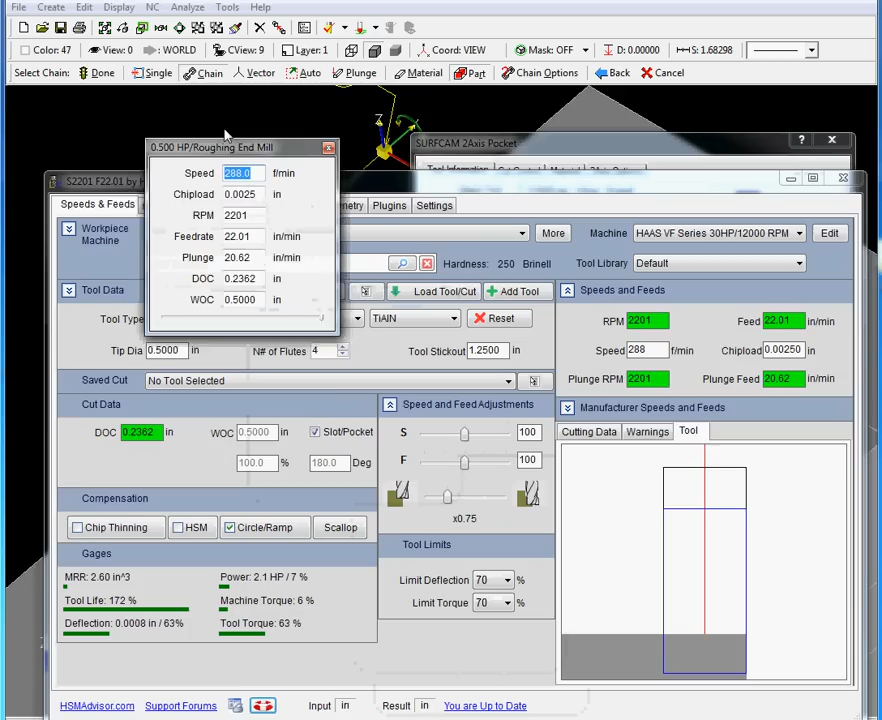 File Create Edit Display NC Analyze Tools Help
Color: 47 View: 0 : WORLD CView: 9 Layer: 1 Coord: VIEW Mask: OFF D: 0.00000 S: 1.68298
Select Chain: Done Single Chain Vector Auto Plunge Material Part Chain Options Back Cancel
Z
SURFCAM 2Axis Pocket ? X
0.500 HP/Roughing End Mill
Speed 288.0 f/min
Chipload 0.0025 in
RPM 2201
Feedrate 22.01 in/min
Plunge 20.62 in/min
DOC 0.2362 in
WOC 0.5000 in
S2201 F22.01 by H
Speeds & Feeds Plugins Settings
Workpiece More Machine HAAS VF Series 30HP/12000 RPM Edit
Machine Hardness: 250 Brinell Tool Library Default
Tool Data Load Tool/Cut Add Tool Speeds and Feeds
Tool Type TiAlN Reset RPM 2201 Feed 22.01 in/min
Tip Dia 0.5000 in N# of Flutes 4 Tool Stickout 1.2500 in Speed 288 f/min Chipload 0.00250 in
Saved Cut No Tool Selected Plunge RPM 2201 Plunge Feed 20.62 in/min
Cut Data Speed and Feed Adjustments Manufacturer Speeds and Feeds
DOC 0.2362 in WOC 0.5000 in Slot/Pocket S 100 Cutting Data Warnings Tool
100.0 % 180.0 Deg F 100
Compensation
x0.75
Chip Thinning HSM Circle/Ramp Scallop
Gages Tool Limits
MRR: 2.60 in^3 Power: 2.1 HP / 7 % Limit Deflection 70 %
Tool Life: 172 % Machine Torque: 6 % Limit Torque 70 %
Deflection: 0.0008 in / 63% Tool Torque: 63 %
HSMAdvisor.com Support Forums Input in Result in You are Up to Date